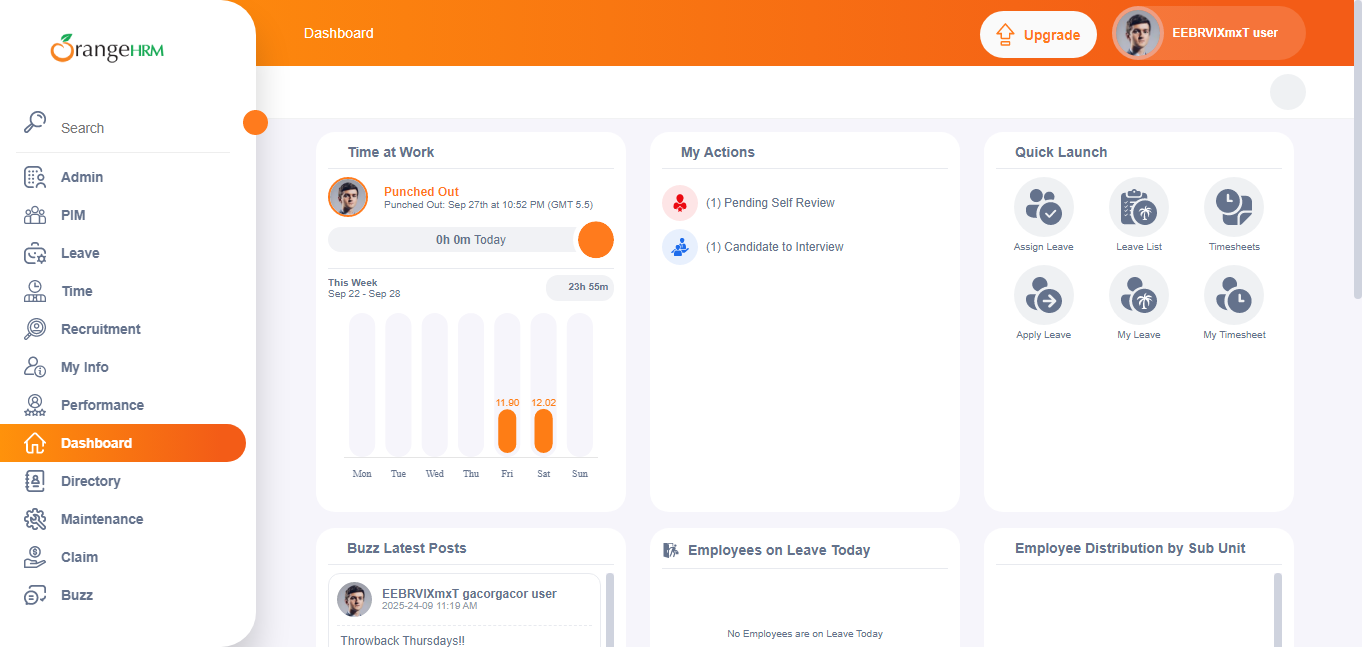 OrangeHRM
Dashboard
Upgrade
EEBRVIXmxT user
Search
Admin
PIM
Leave
Time
Recruitment
My Info
Performance
Dashboard
Directory
Maintenance
Claim
Buzz
Time at Work
Punched Out
Punched Out: Sep 27th at 10:52 PM (GMT 5.5)
0h 0m Today
This Week
Sep 22 - Sep 28
23h 55m
11.90 12.02
Mon Tue Wed Thu Fri Sat Sun
My Actions
(1) Pending Self Review
(1) Candidate to Interview
Quick Launch
Assign Leave Leave List Timesheets
Apply Leave My Leave My Timesheet
Buzz Latest Posts
EEBRVIXmxT gacorgacor user
2025-24-09 11:19 AM
Throwback Thursdays!!
Employees on Leave Today
No Employees are on Leave Today
Employee Distribution by Sub Unit